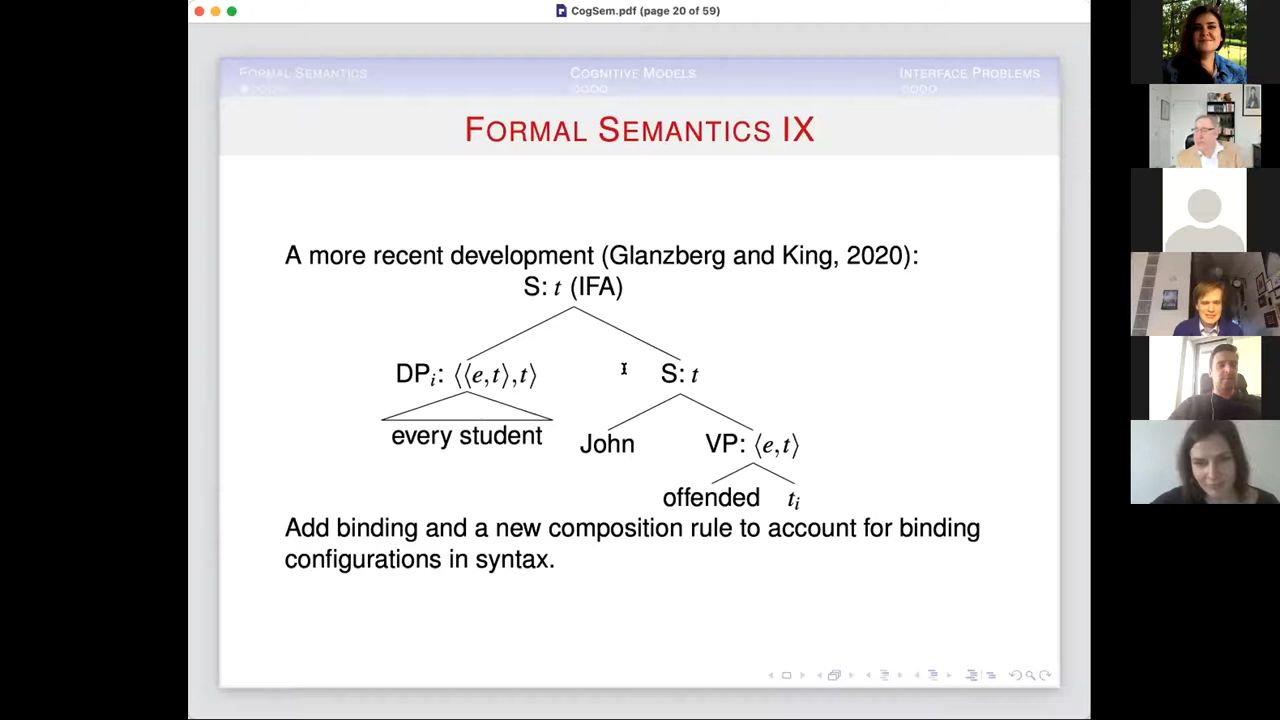 CogSem.pdf (page 20 of 59)
FORMAL SEMANTICS COGNITIVE MODELS INTERFACE PROBLEMS
FORMAL SEMANTICS IX
A more recent development (Glanzberg and King, 2020):
S: t (IFA)
DPᵢ: ⟨⟨e,t⟩,t⟩ S: t
every student John VP: ⟨e,t⟩
offended tᵢ
Add binding and a new composition rule to account for binding
configurations in syntax.